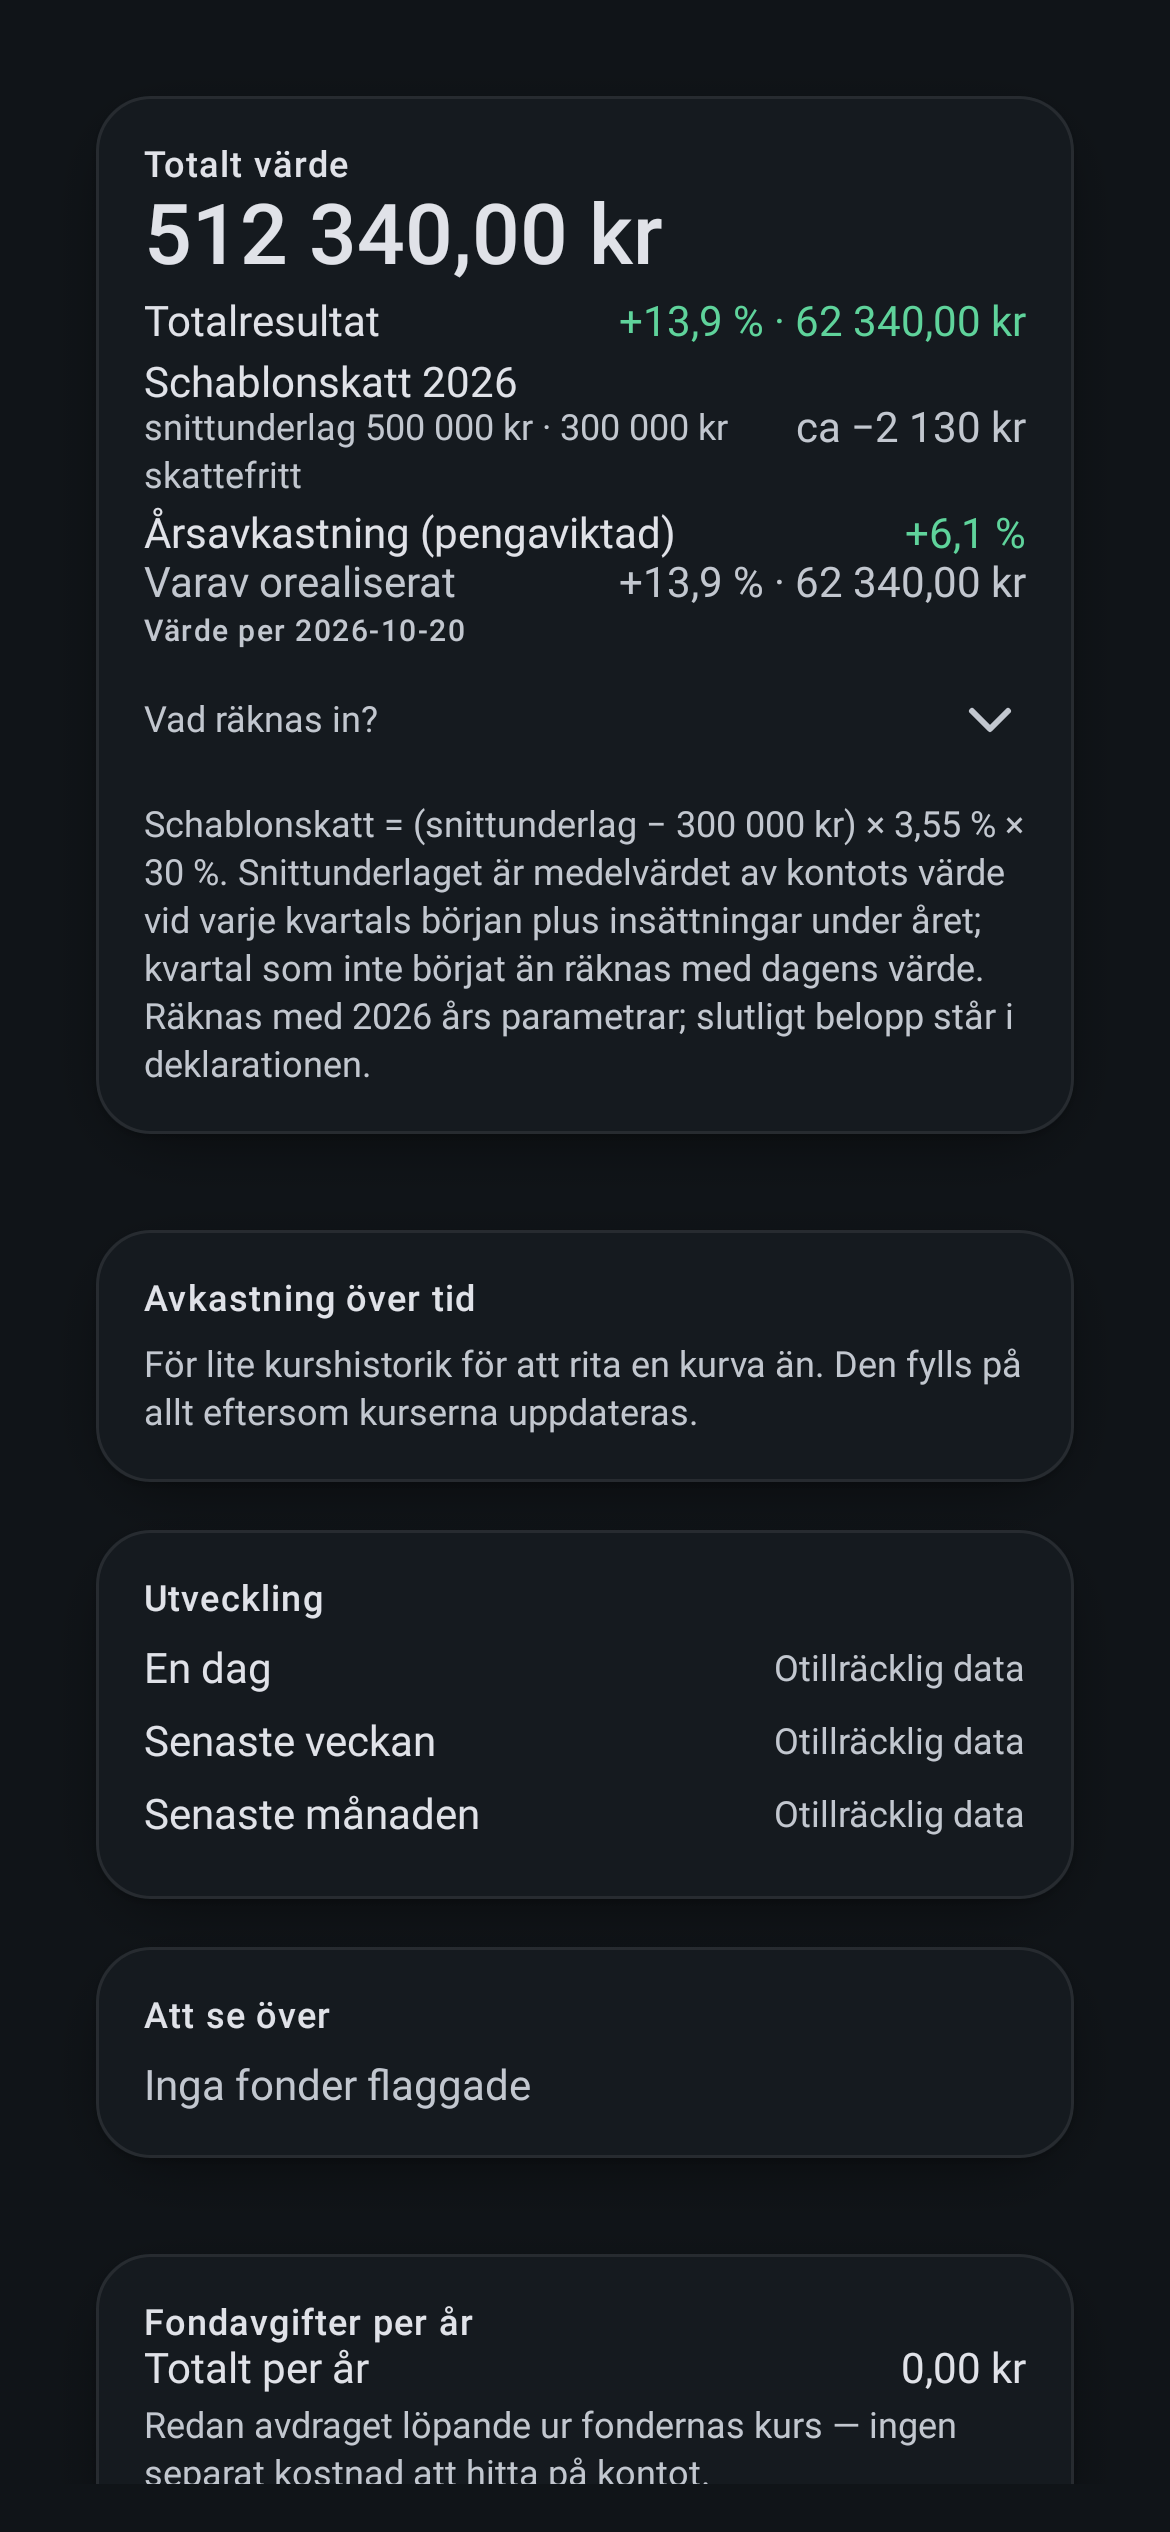 Totalt värde
512 340,00 kr
Totalresultat +13,9 % · 62 340,00 kr
Schablonskatt 2026
snittunderlag 500 000 kr · 300 000 kr skattefritt ca −2 130 kr
Årsavkastning (pengaviktad) +6,1 %
Varav orealiserat +13,9 % · 62 340,00 kr
Värde per 2026-10-20
Vad räknas in?
Schablonskatt = (snittunderlag − 300 000 kr) × 3,55 % ×
30 %. Snittunderlaget är medelvärdet av kontots värde
vid varje kvartals början plus insättningar under året;
kvartal som inte börjat än räknas med dagens värde.
Räknas med 2026 års parametrar; slutligt belopp står i
deklarationen.
Avkastning över tid
För lite kurshistorik för att rita en kurva än. Den fylls på
allt eftersom kurserna uppdateras.
Utveckling
En dag Otillräcklig data
Senaste veckan Otillräcklig data
Senaste månaden Otillräcklig data
Att se över
Inga fonder flaggade
Fondavgifter per år
Totalt per år 0,00 kr
Redan avdraget löpande ur fondernas kurs — ingen
separat kostnad att hitta på kontot.